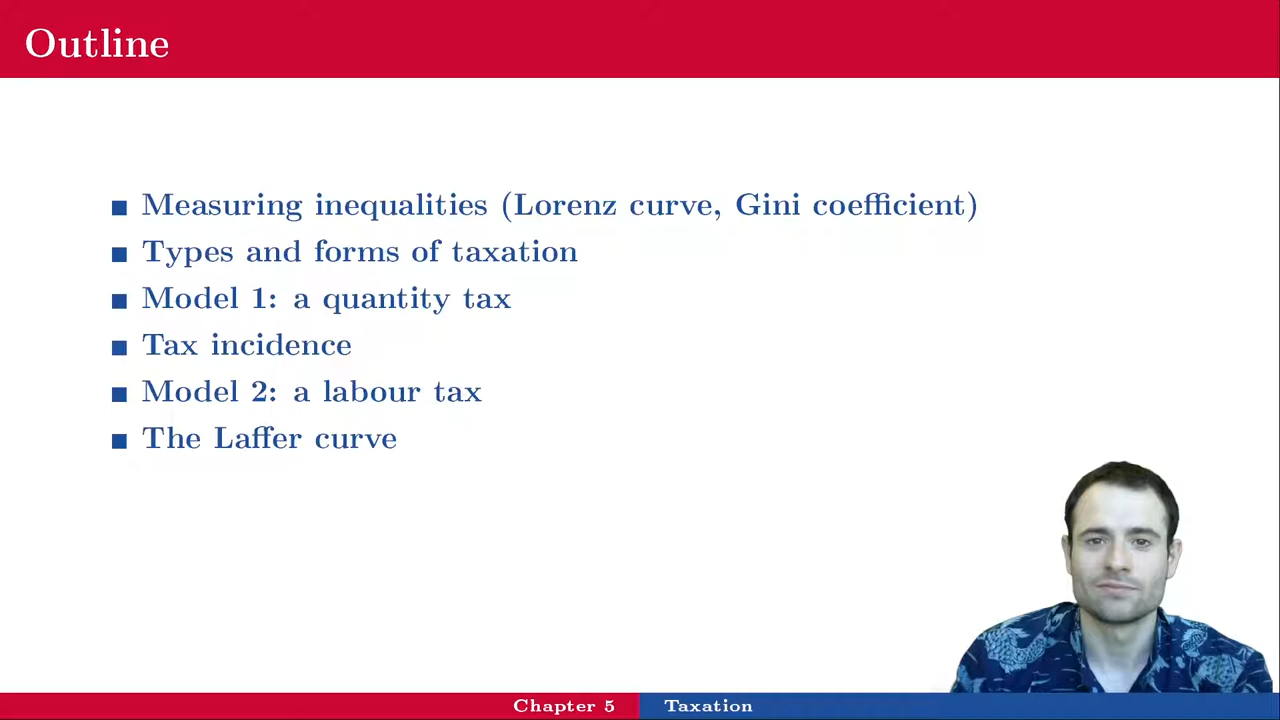 Outline
Measuring inequalities (Lorenz curve, Gini coefficient)
Types and forms of taxation
Model 1: a quantity tax
Tax incidence
Model 2: a labour tax
The Laffer curve
Chapter 5 Taxation